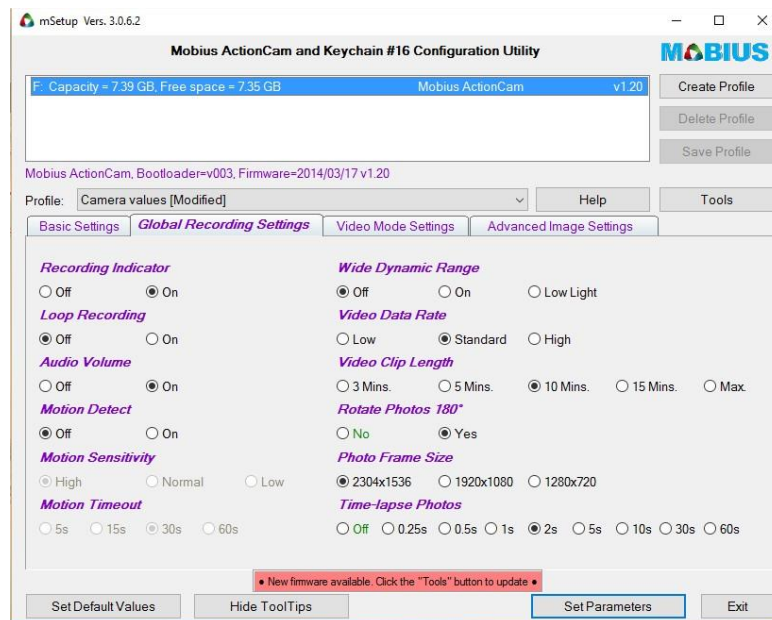 mSetup Vers. 3.0.6.2
Mobius ActionCam and Keychain #16 Configuration Utility
MOBIUS
F: Capacity = 7.39 GB, Free space = 7.35 GB Mobius ActionCam v1.20
Create Profile
Delete Profile
Save Profile
Mobius ActionCam, Bootloader=v003, Firmware=2014/03/17 v1.20
Profile: Camera values [Modified] Help Tools
Basic Settings Global Recording Settings Video Mode Settings Advanced Image Settings
Recording Indicator
Off On
Loop Recording
Off On
Audio Volume
Off On
Motion Detect
Off On
Motion Sensitivity
High Normal Low
Motion Timeout
5s 15s 30s 60s
Wide Dynamic Range
Off On Low Light
Video Data Rate
Low Standard High
Video Clip Length
3 Mins. 5 Mins. 10 Mins. 15 Mins. Max.
Rotate Photos 180°
No Yes
Photo Frame Size
2304x1536 1920x1080 1280x720
Time-lapse Photos
Off 0.25s 0.5s 1s 2s 5s 10s 30s 60s
● New firmware available. Click the "Tools" button to update ●
Set Default Values Hide ToolTips Set Parameters Exit